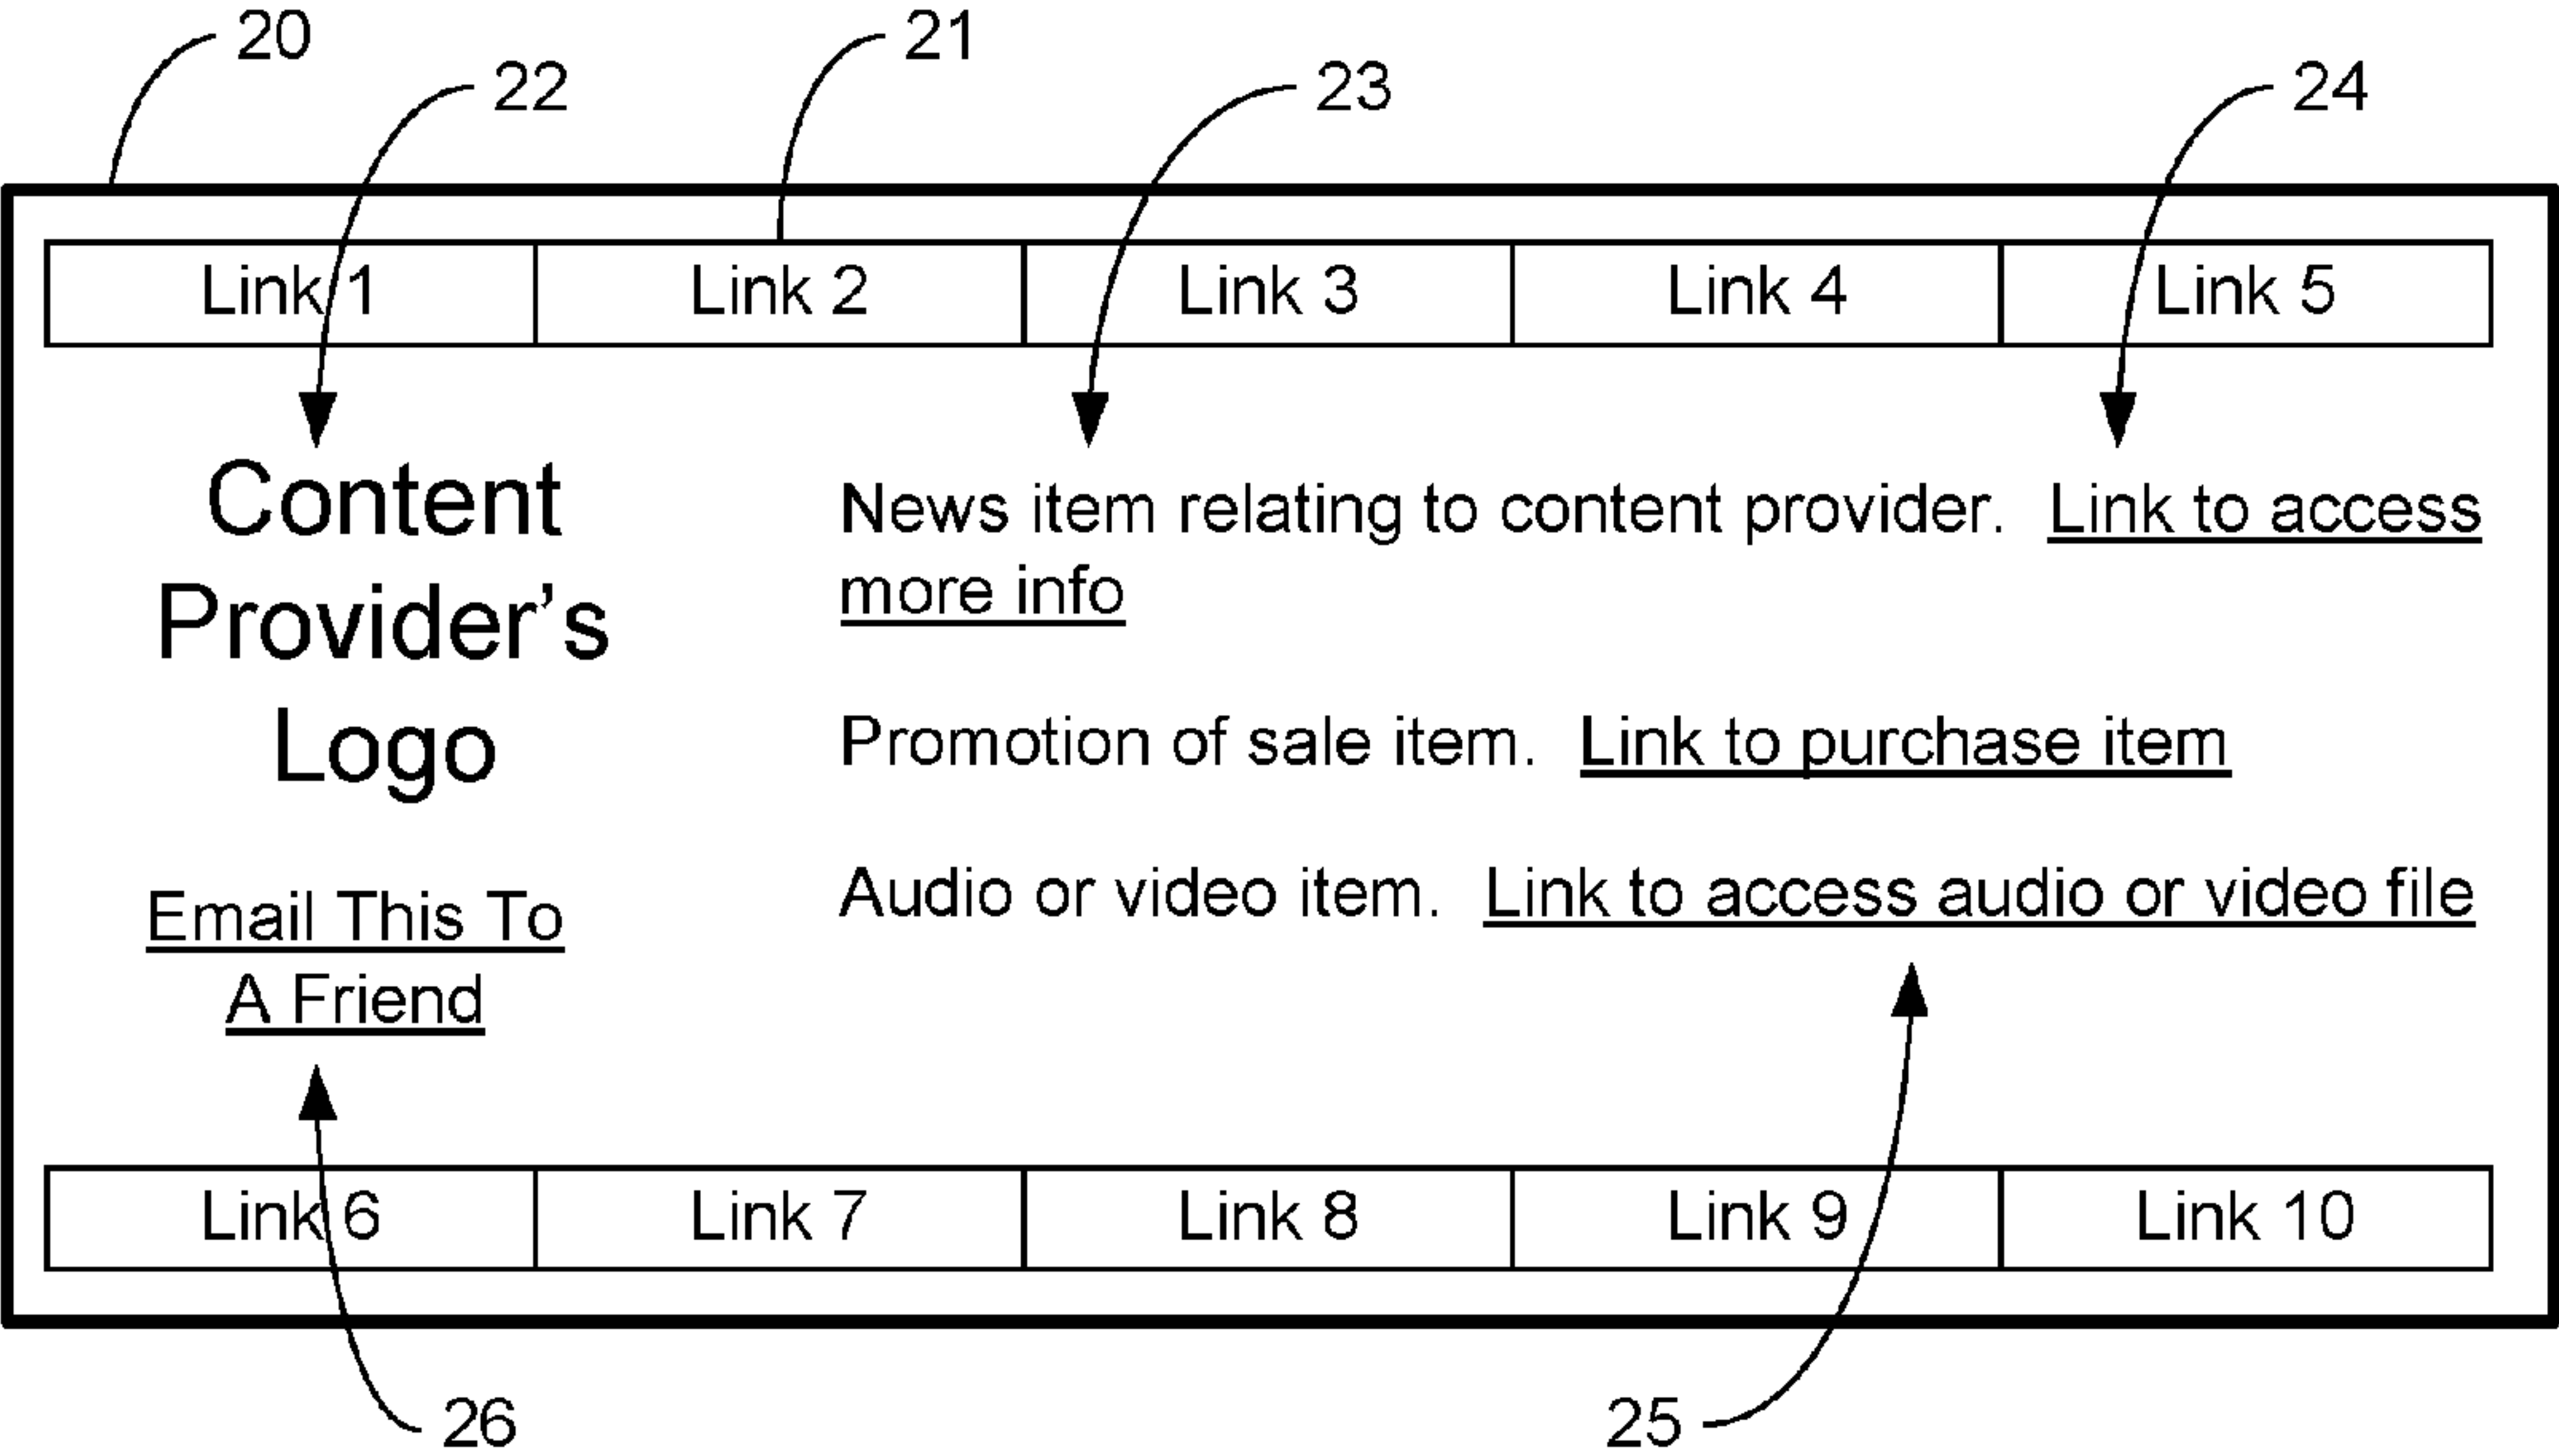 20
21
22
23
24
Link 1
Link 2
Link 3
Link 4
Link 5
Content
Provider's
Logo
News item relating to content provider. Link to access
more info
Promotion of sale item. Link to purchase item
Audio or video item. Link to access audio or video file
Email This To
A Friend
Link 6
Link 7
Link 8
Link 9
Link 10
26
25